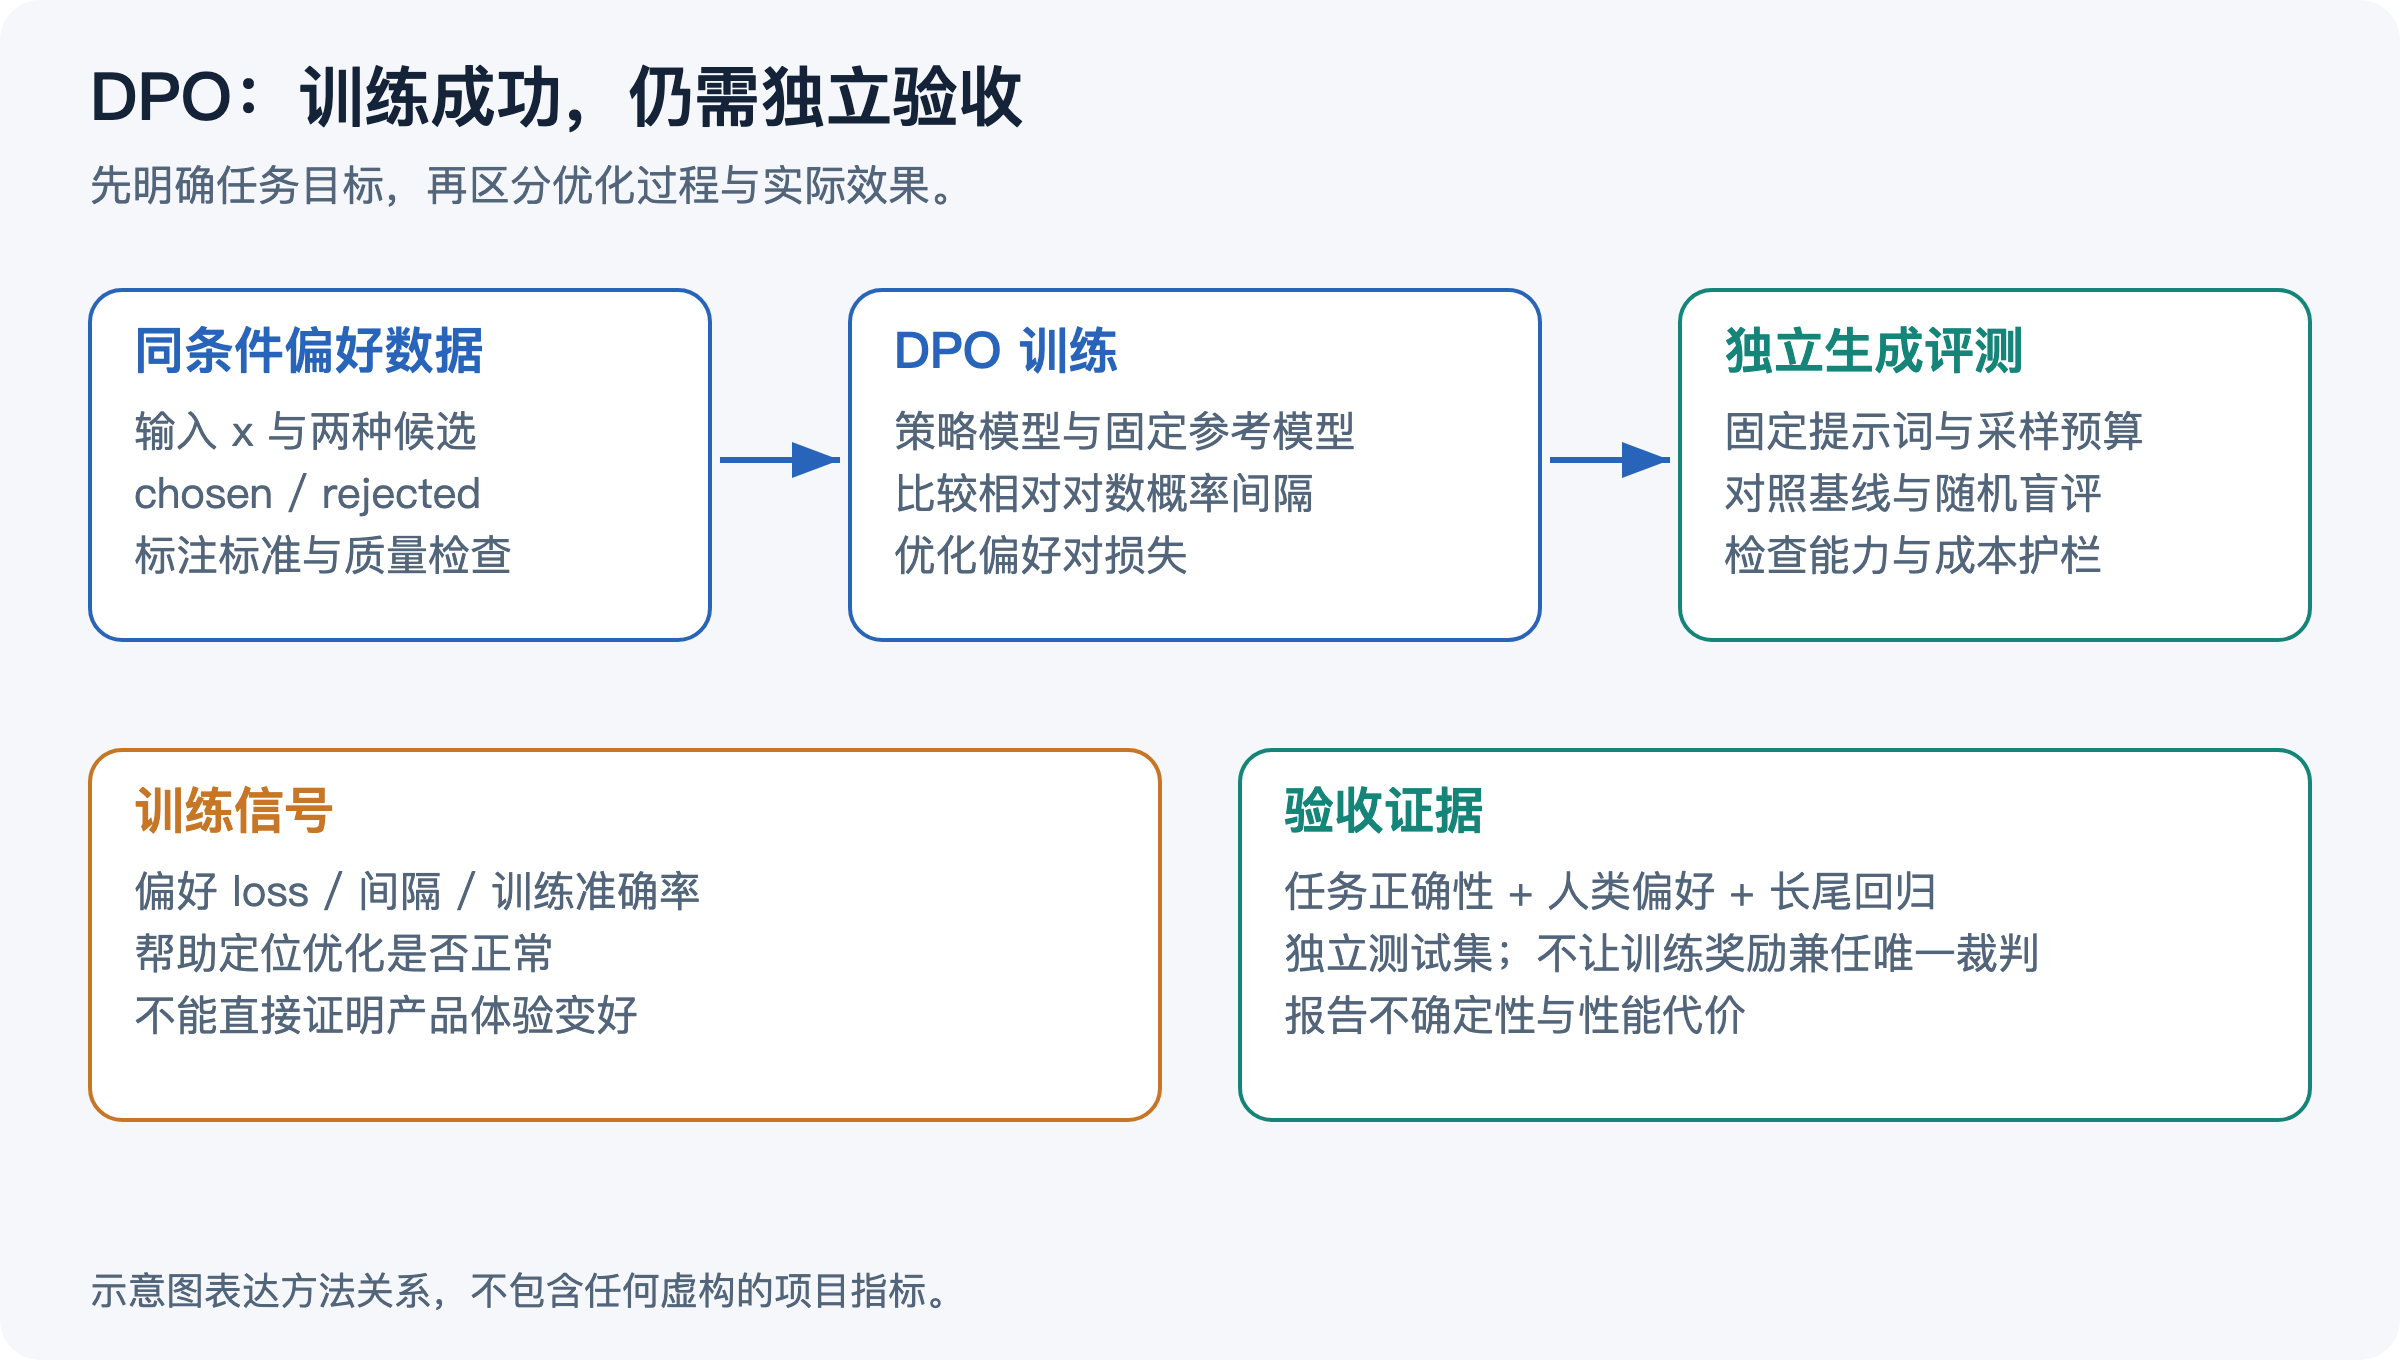 DPO：训练成功，仍需独立验收
先明确任务目标，再区分优化过程与实际效果。
同条件偏好数据
输入 x 与两种候选
chosen / rejected
标注标准与质量检查
DPO 训练
策略模型与固定参考模型
比较相对对数概率间隔
优化偏好对损失
独立生成评测
固定提示词与采样预算
对照基线与随机盲评
检查能力与成本护栏
训练信号
偏好 loss / 间隔 / 训练准确率
帮助定位优化是否正常
不能直接证明产品体验变好
验收证据
任务正确性 + 人类偏好 + 长尾回归
独立测试集；不让训练奖励兼任唯一裁判
报告不确定性与性能代价
示意图表达方法关系，不包含任何虚构的项目指标。